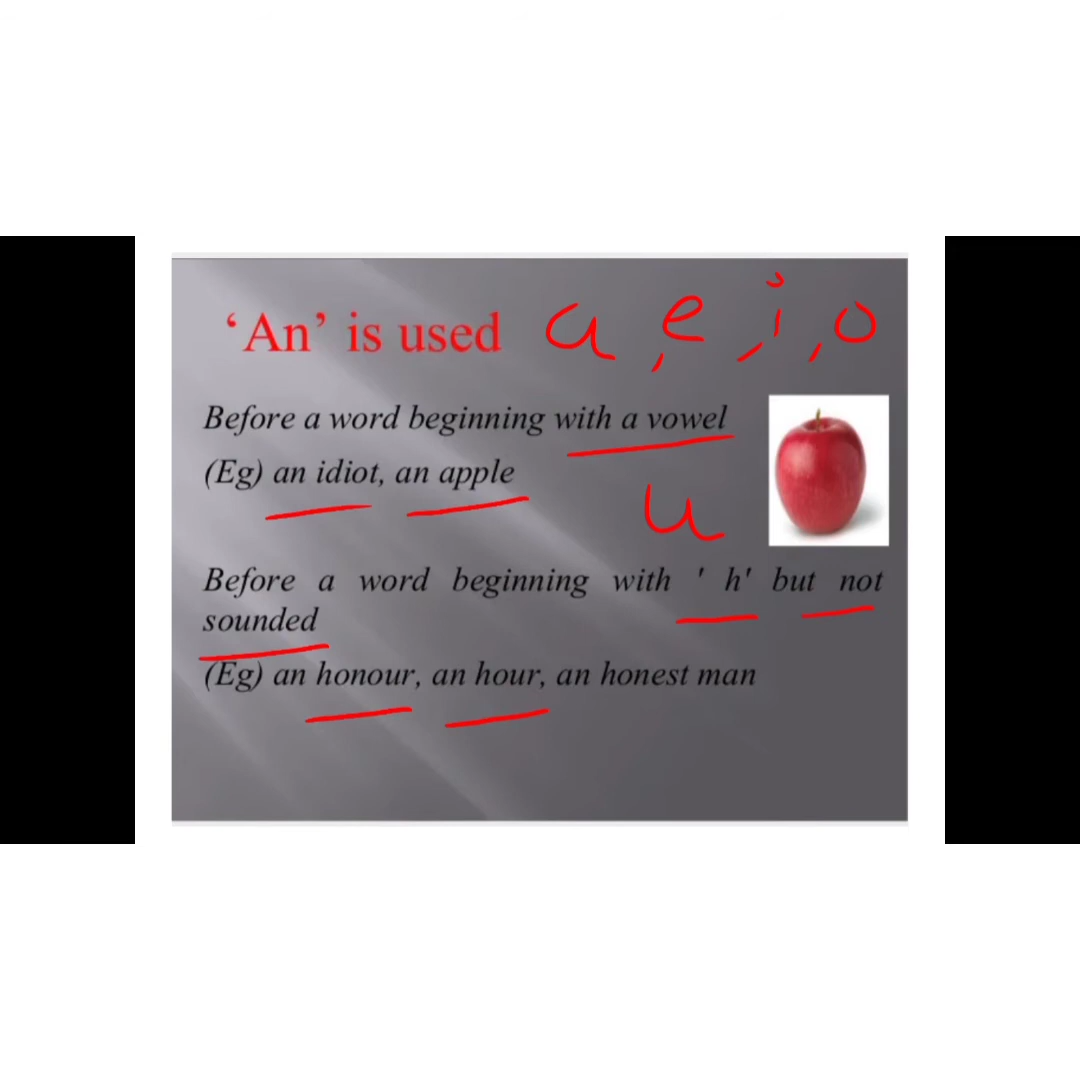 ‘An’ is used a, e, i, o
Before a word beginning with a vowel
(Eg) an idiot, an apple
u
Before a word beginning with ' h' but not
sounded
(Eg) an honour, an hour, an honest man